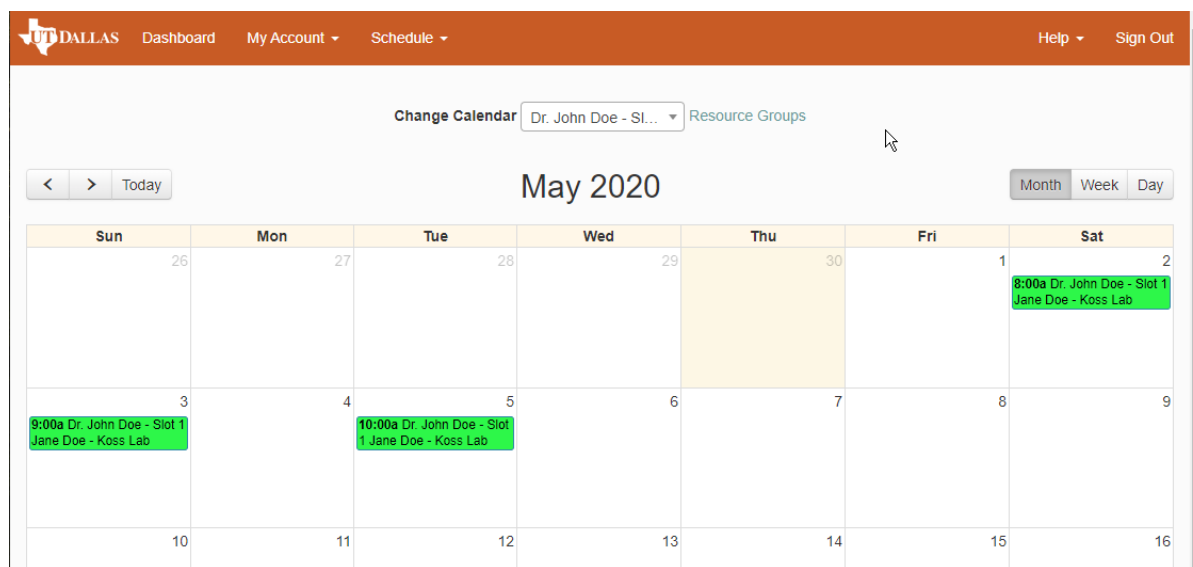 UT DALLAS Dashboard My Account Schedule Help Sign Out
Change Calendar Dr. John Doe - Sl... Resource Groups
< > Today May 2020 Month Week Day
Sun Mon Tue Wed Thu Fri Sat
26 27 28 29 30 1 2
8:00a Dr. John Doe - Slot 1
Jane Doe - Koss Lab
3 4 5 6 7 8 9
9:00a Dr. John Doe - Slot 1
Jane Doe - Koss Lab
10:00a Dr. John Doe - Slot
1 Jane Doe - Koss Lab
10 11 12 13 14 15 16